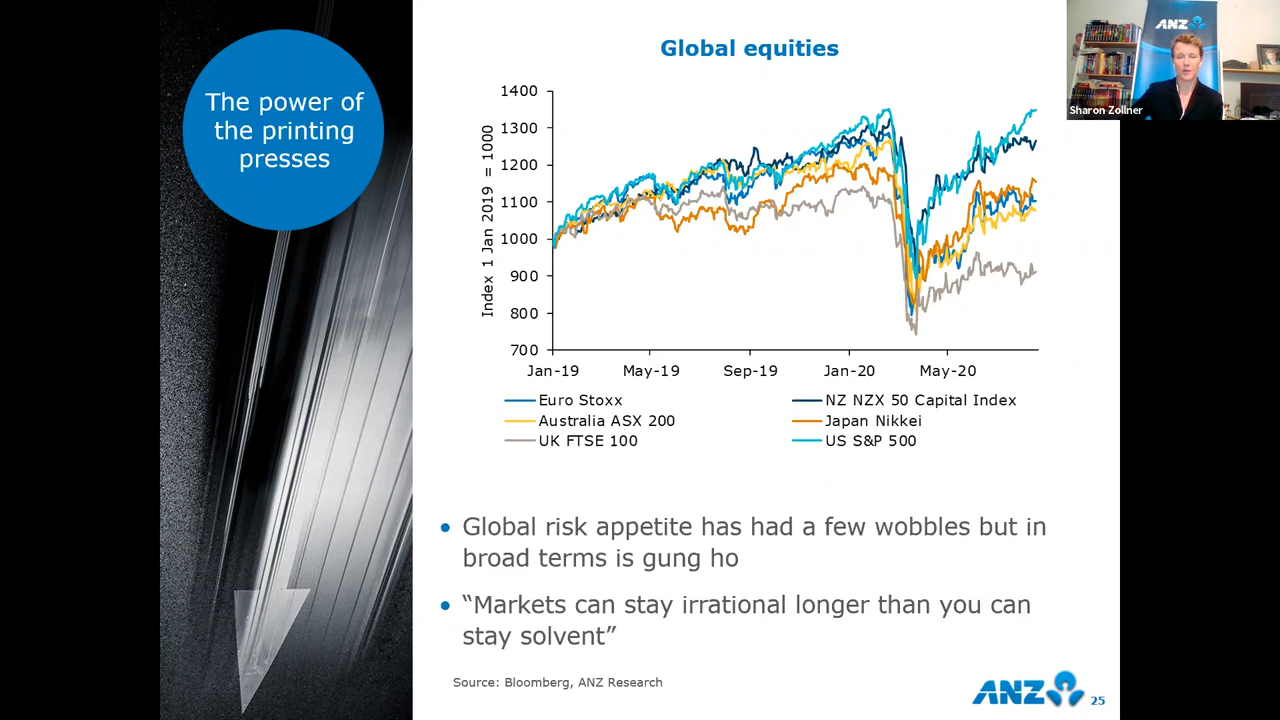 The power of
the printing
presses
Global equities
Index 1 Jan 2019 = 1000
1400
1300
1200
1100
1000
900
800
700
Jan-19
May-19
Sep-19
Jan-20
May-20
Euro Stoxx
NZ NZX 50 Capital Index
Australia ASX 200
Japan Nikkei
UK FTSE 100
US S&P 500
• Global risk appetite has had a few wobbles but in
broad terms is gung ho
• “Markets can stay irrational longer than you can
stay solvent”
Source: Bloomberg, ANZ Research
ANZ
25
ANZ
Sharon Zollner